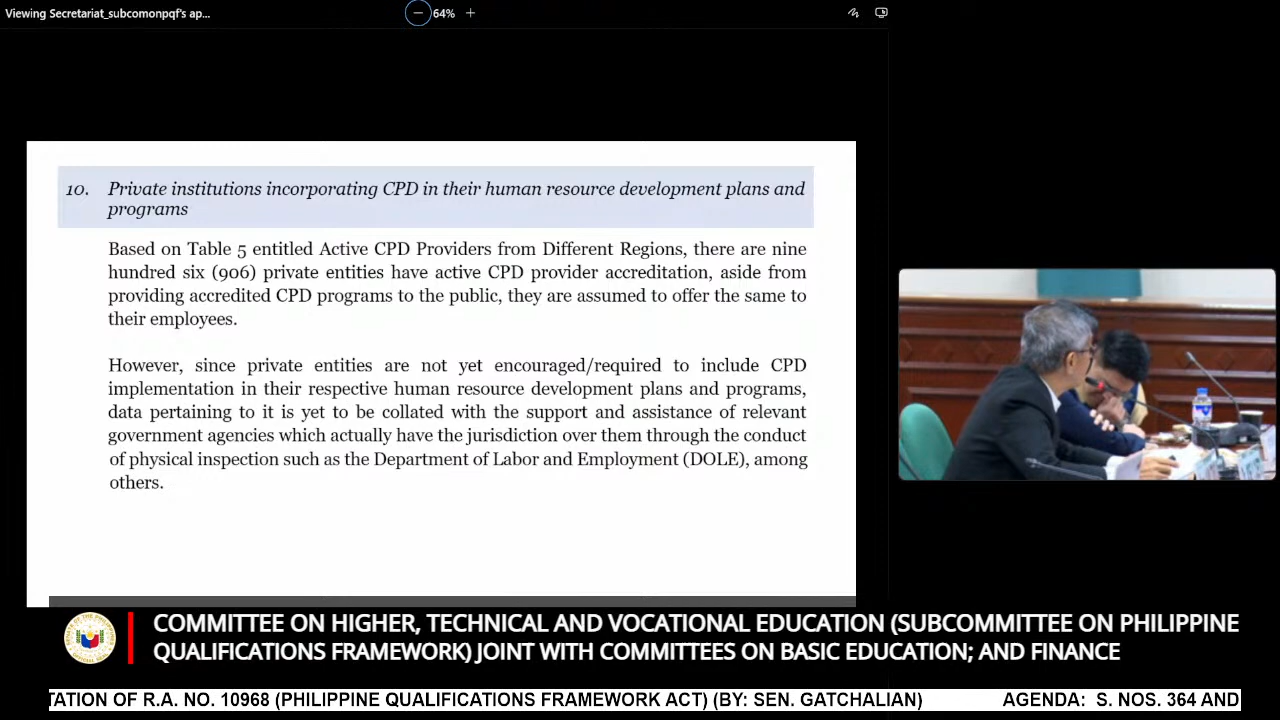 Viewing Secretariat_subcomonpqf's ap...
64%
10. Private institutions incorporating CPD in their human resource development plans and
programs
Based on Table 5 entitled Active CPD Providers from Different Regions, there are nine
hundred six (906) private entities have active CPD provider accreditation, aside from
providing accredited CPD programs to the public, they are assumed to offer the same to
their employees.
However, since private entities are not yet encouraged/required to include CPD
implementation in their respective human resource development plans and programs,
data pertaining to it is yet to be collated with the support and assistance of relevant
government agencies which actually have the jurisdiction over them through the conduct
of physical inspection such as the Department of Labor and Employment (DOLE), among
others.
COMMITTEE ON HIGHER, TECHNICAL AND VOCATIONAL EDUCATION (SUBCOMMITTEE ON PHILIPPINE
QUALIFICATIONS FRAMEWORK) JOINT WITH COMMITTEES ON BASIC EDUCATION; AND FINANCE
TATION OF R.A. NO. 10968 (PHILIPPINE QUALIFICATIONS FRAMEWORK ACT) (BY: SEN. GATCHALIAN) AGENDA: S. NOS. 364 AND